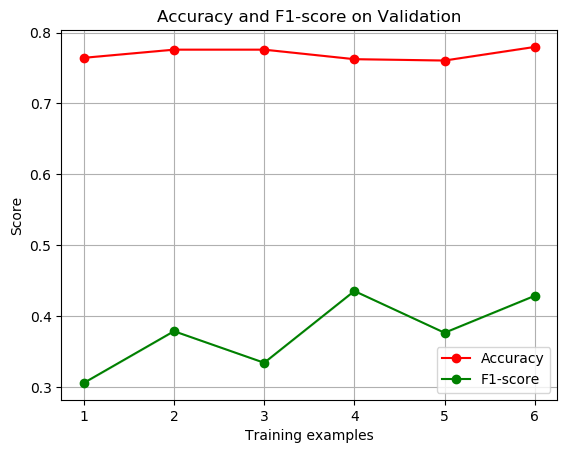 Accuracy and F1-score on Validation
0.8
0.7
0.6
0.5
0.4
0.3
Score
1 2 3 4 5 6
Training examples
Accuracy
F1-score